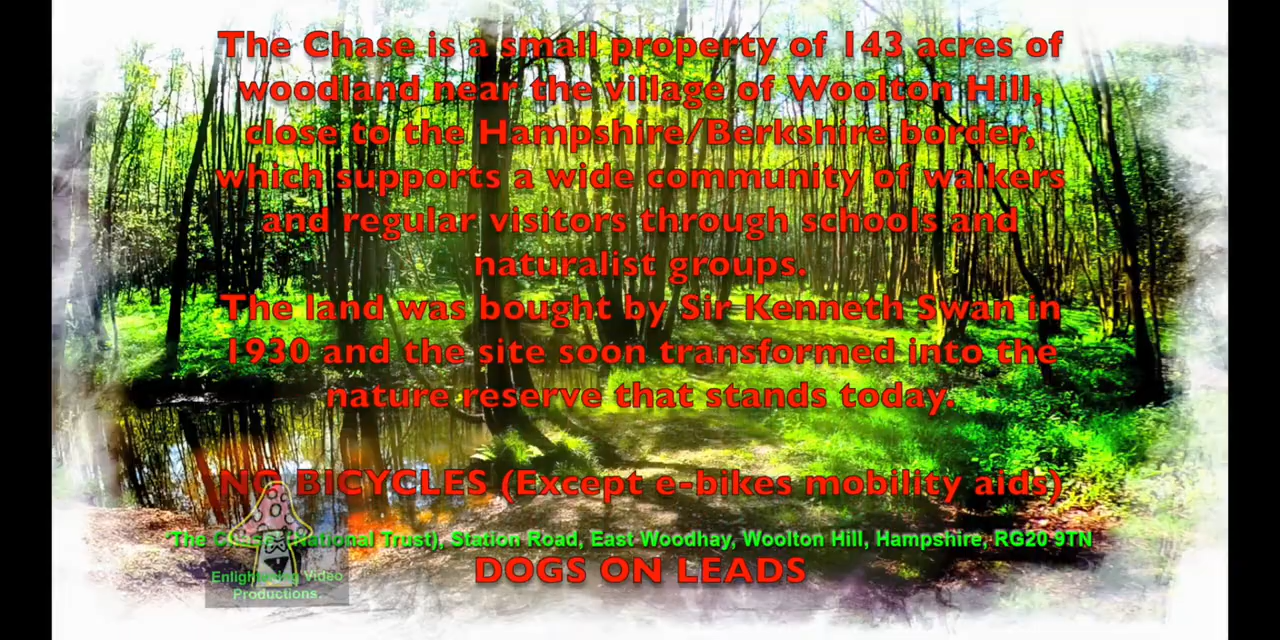 The Chase is a small property of 143 acres of
woodland near the village of Woolton Hill,
close to the Hampshire/Berkshire border,
which supports a wide community of walkers
and regular visitors through schools and
naturalist groups.
The land was bought by Sir Kenneth Swan in
1930 and the site soon transformed into the
nature reserve that stands today.
NO BICYCLES (Except e-bikes mobility aids)
'The Chase (National Trust), Station Road, East Woodhay, Woolton Hill, Hampshire, RG20 9TN
DOGS ON LEADS
Enlightening Video
Productions.